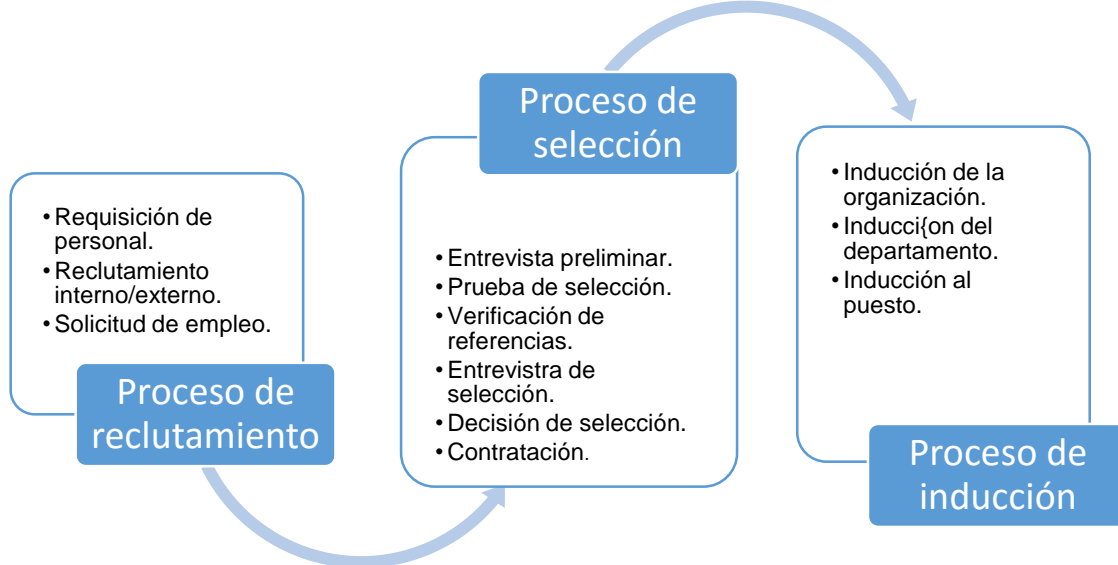 • Requisición de
personal.
• Reclutamiento
interno/externo.
• Solicitud de empleo.
Proceso de
reclutamiento
Proceso de
selección
• Entrevista preliminar.
• Prueba de selección.
• Verificación de
referencias.
• Entrevistra de
selección.
• Decisión de selección.
• Contratación.
• Inducción de la
organización.
• Inducci{on del
departamento.
• Inducción al
puesto.
Proceso de
inducción